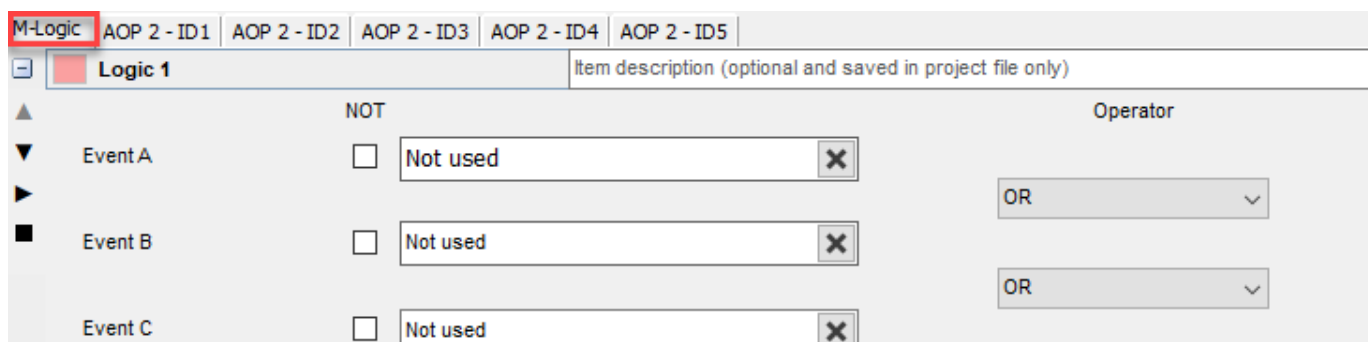 M-Logic AOP 2 - ID1 AOP 2 - ID2 AOP 2 - ID3 AOP 2 - ID4 AOP 2 - ID5
Logic 1 Item description (optional and saved in project file only)
NOT Operator
Event A Not used
OR
Event B Not used
OR
Event C Not used